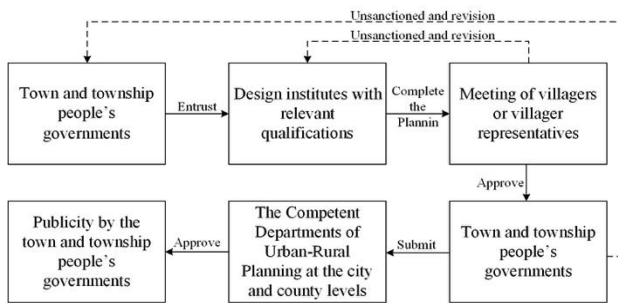 Unsanctioned and revision
Unsanctioned and revision
Town and township
people's
governments
Entrust
Design institutes with
relevant
qualifications
Complete
the
Plannin
Meeting of villagers
or villager
representatives
Approve
Publicity by the
town and township
people's
governments
Approve
The Competent
Departments of
Urban-Rural
Planning at the city
and county levels
Submit
Town and township
people's
governments